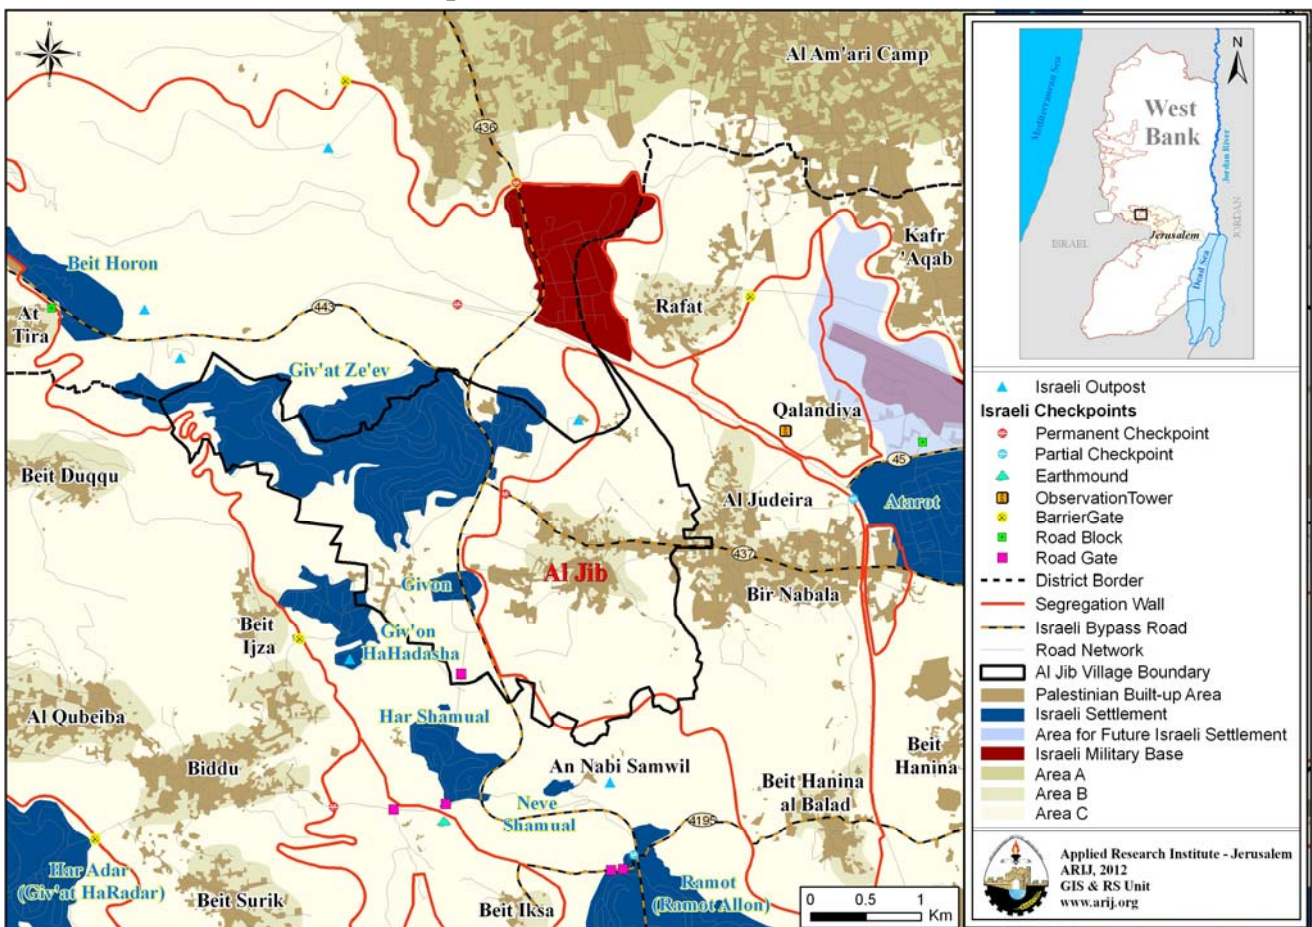 N
W
E
S
Al Am'ari Camp
436
Beit Horon
At
Tira
443
Kafr
'Aqab
Rafat
Giv'at Ze'ev
Qalandiya
45
Beit Duqqu
Al Judeira
Atarot
Al Jib
437
Bir Nabala
Givon
Beit
Ijza
Giv'on
HaHadasha
Al Qubeiba
Har Shamual
Biddu
An Nabi Samwil
Beit
Hanina
Beit Hanina
al Balad
Neve
Shamual
4195
Har Adar
(Giv'at HaRadar)
Beit Surik
Beit Iksa
Ramot
(Ramot Allon)
0 0.5 1
Km
N
Mediterranean Sea
West
Bank
Jordan River
JORDAN
ISRAEL
Jerusalem
Dead Sea
Israeli Outpost
Israeli Checkpoints
Permanent Checkpoint
Partial Checkpoint
Earthmound
ObservationTower
BarrierGate
Road Block
Road Gate
District Border
Segregation Wall
Israeli Bypass Road
Road Network
Al Jib Village Boundary
Palestinian Built-up Area
Israeli Settlement
Area for Future Israeli Settlement
Israeli Military Base
Area A
Area B
Area C
Applied Research Institute - Jerusalem
ARIJ, 2012
GIS & RS Unit
www.arij.org